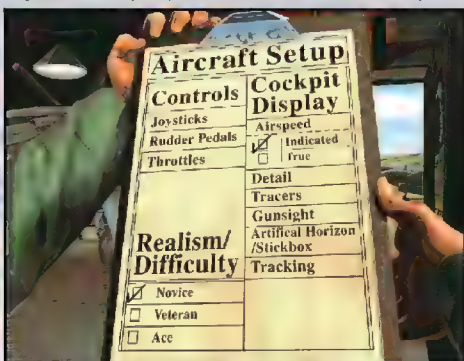 Aircraft Setup
Controls
Joysticks
Rudder Pedals
Throttles
Realism/
Difficulty
Novice
Veteran
Ace
Cockpit
Display
Airspeed
Indicated
True
Detail
Tracers
Gunsight
Artifical Horizon
/Stickbox
Tracking